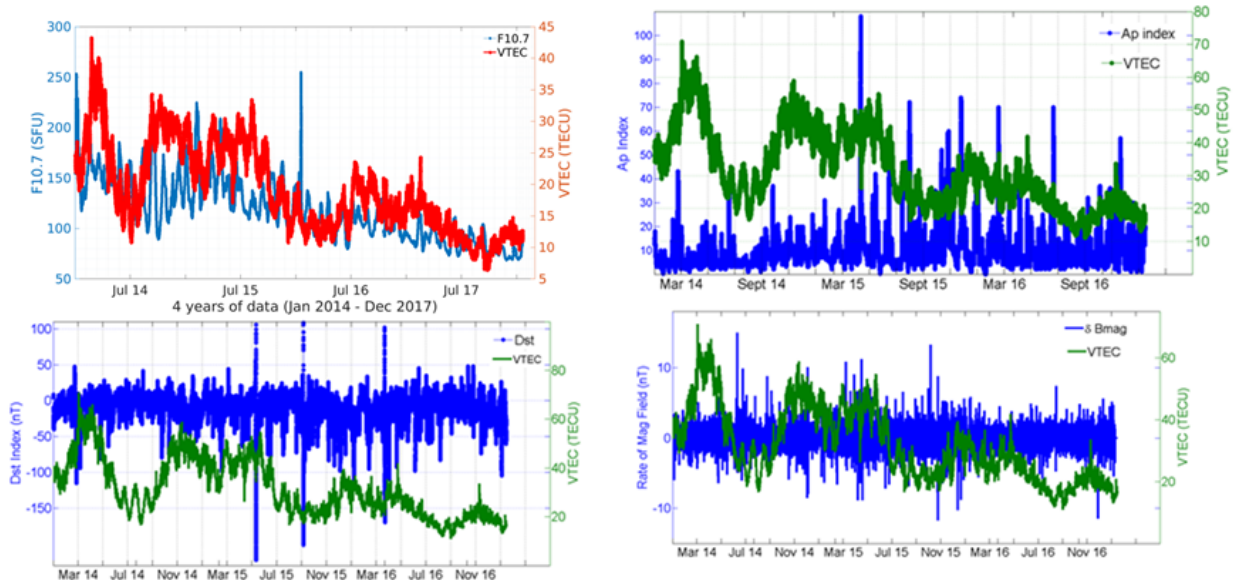 300
250
200
150
100
50
F10.7 (SFU)
45
40
35
30
25
20
15
10
5
VTEC (TECU)
F10.7
VTEC
Jul 14 Jul 15 Jul 16 Jul 17
4 years of data (Jan 2014 - Dec 2017)
100
90
80
70
60
50
40
30
20
10
Ap Index
80
70
60
50
40
30
20
10
VTEC (TECU)
Ap index
VTEC
Mar 14 Sept 14 Mar 15 Sept 15 Mar 16 Sept 16
100
50
0
-50
-100
-150
Dst Index (nT)
80
60
40
20
VTEC (TECU)
Dst
VTEC
Mar 14 Jul 14 Nov 14 Mar 15 Jul 15 Nov 15 Mar 16 Jul 16 Nov 16
10
0
-10
Rate of Mag Field (nT)
60
40
20
VTEC (TECU)
δ Bmag
VTEC
Mar 14 Jul 14 Nov 14 Mar 15 Jul 15 Nov 15 Mar 16 Jul 16 Nov 16